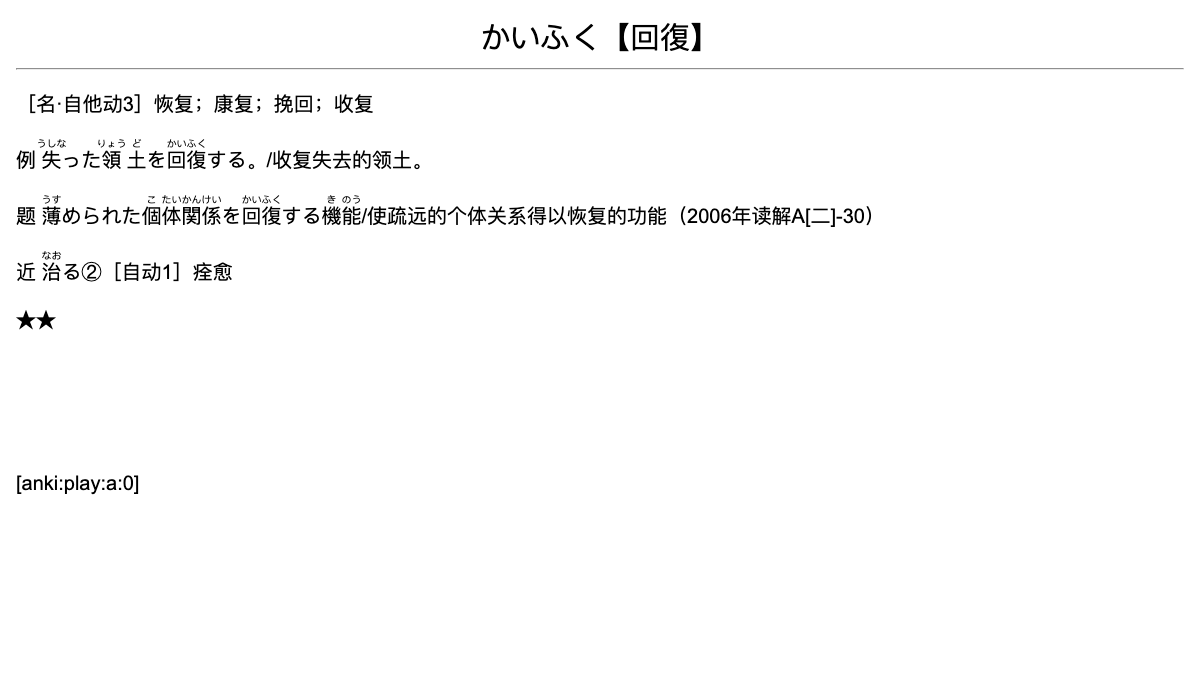 かいふく【回復】
［名·自他动3］恢复；康复；挽回；收复
うしな りょう ど かいふく
例 失った領土を回復する。/收复失去的领土。
うす こ たいかんけい かいふく き のう
题 薄められた個体関係を回復する機能/使疏远的个体关系得以恢复的功能（2006年读解A[二]-30）
なお
近 治る②［自动1］痊愈
★★
[anki:play:a:0]